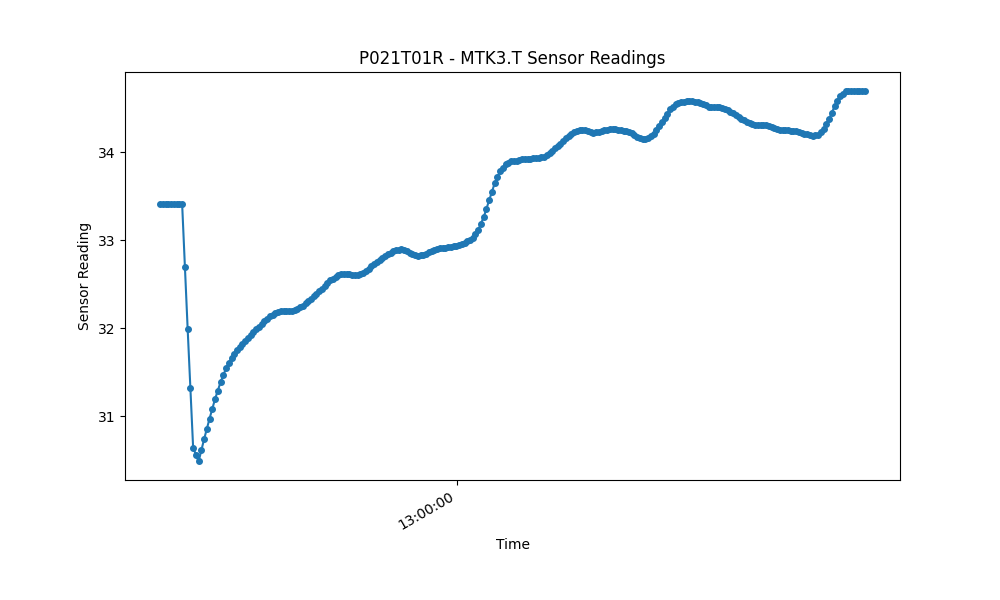 P021T01R - MTK3.T Sensor Readings
Sensor Reading
34
33
32
31
13:00:00
Time